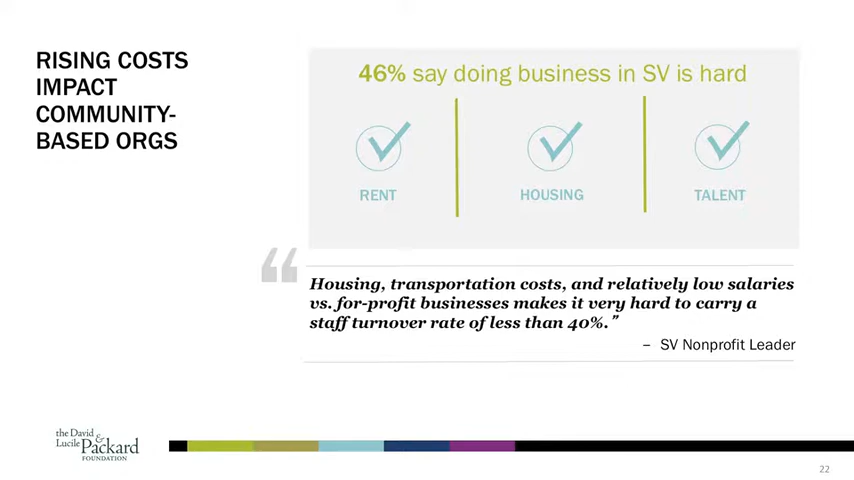 RISING COSTS
IMPACT
COMMUNITY-
BASED ORGS
46% say doing business in SV is hard
RENT
HOUSING
TALENT
“
Housing, transportation costs, and relatively low salaries
vs. for-profit businesses makes it very hard to carry a
staff turnover rate of less than 40%.”
– SV Nonprofit Leader
the David &
Lucile Packard
FOUNDATION
22